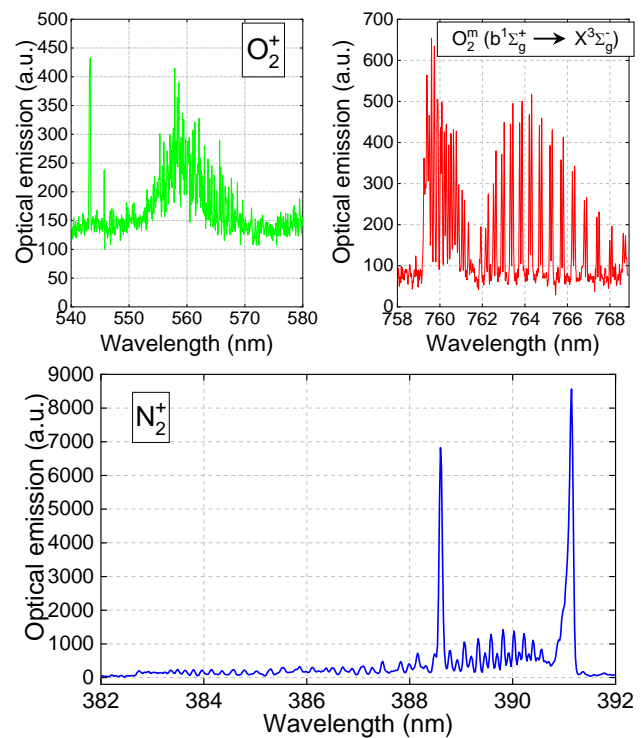 500
450
400
350
300
250
200
150
100
50
0
540 550 560 570 580
Optical emission (a.u.)
Wavelength (nm)
O₂⁺
700
600
500
400
300
200
100
0
758 760 762 764 766 768
Optical emission (a.u.)
Wavelength (nm)
O₂ᵐ (b¹Σg⁺ → X³Σg⁻)
9000
8000
7000
6000
5000
4000
3000
2000
1000
0
382 384 386 388 390 392
Optical emission (a.u.)
Wavelength (nm)
N₂⁺